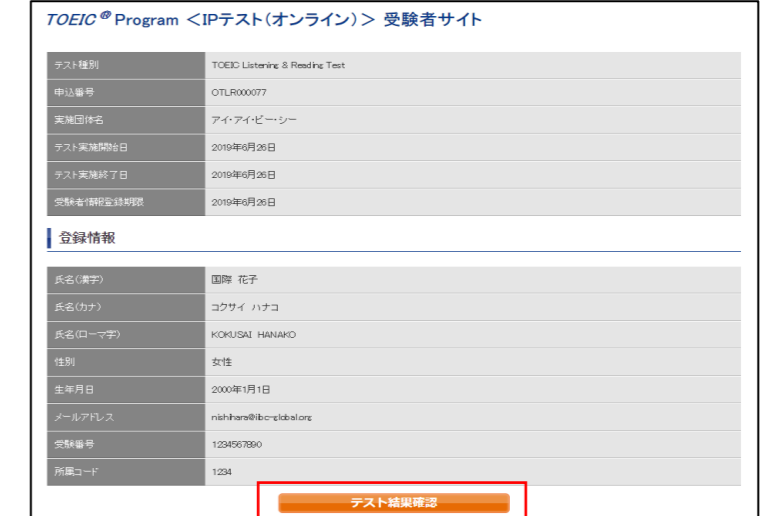 TOEIC® Program ＜IPテスト（オンライン）＞ 受験者サイト
テスト種別 TOEIC Listening & Reading Test
申込番号 OTLR000077
実施団体名 アイ・アイ・ビー・シー
テスト実施開始日 2019年6月26日
テスト実施終了日 2019年6月26日
受験者情報登録期限 2019年6月26日
登録情報
氏名（漢字） 国際 花子
氏名（カナ） コクサイ ハナコ
氏名（ローマ字） KOKUSAI HANAKO
性別 女性
生年月日 2000年1月1日
メールアドレス nishihara@iibc-global.org
受験番号 1234567890
所属コード 1234
テスト結果確認